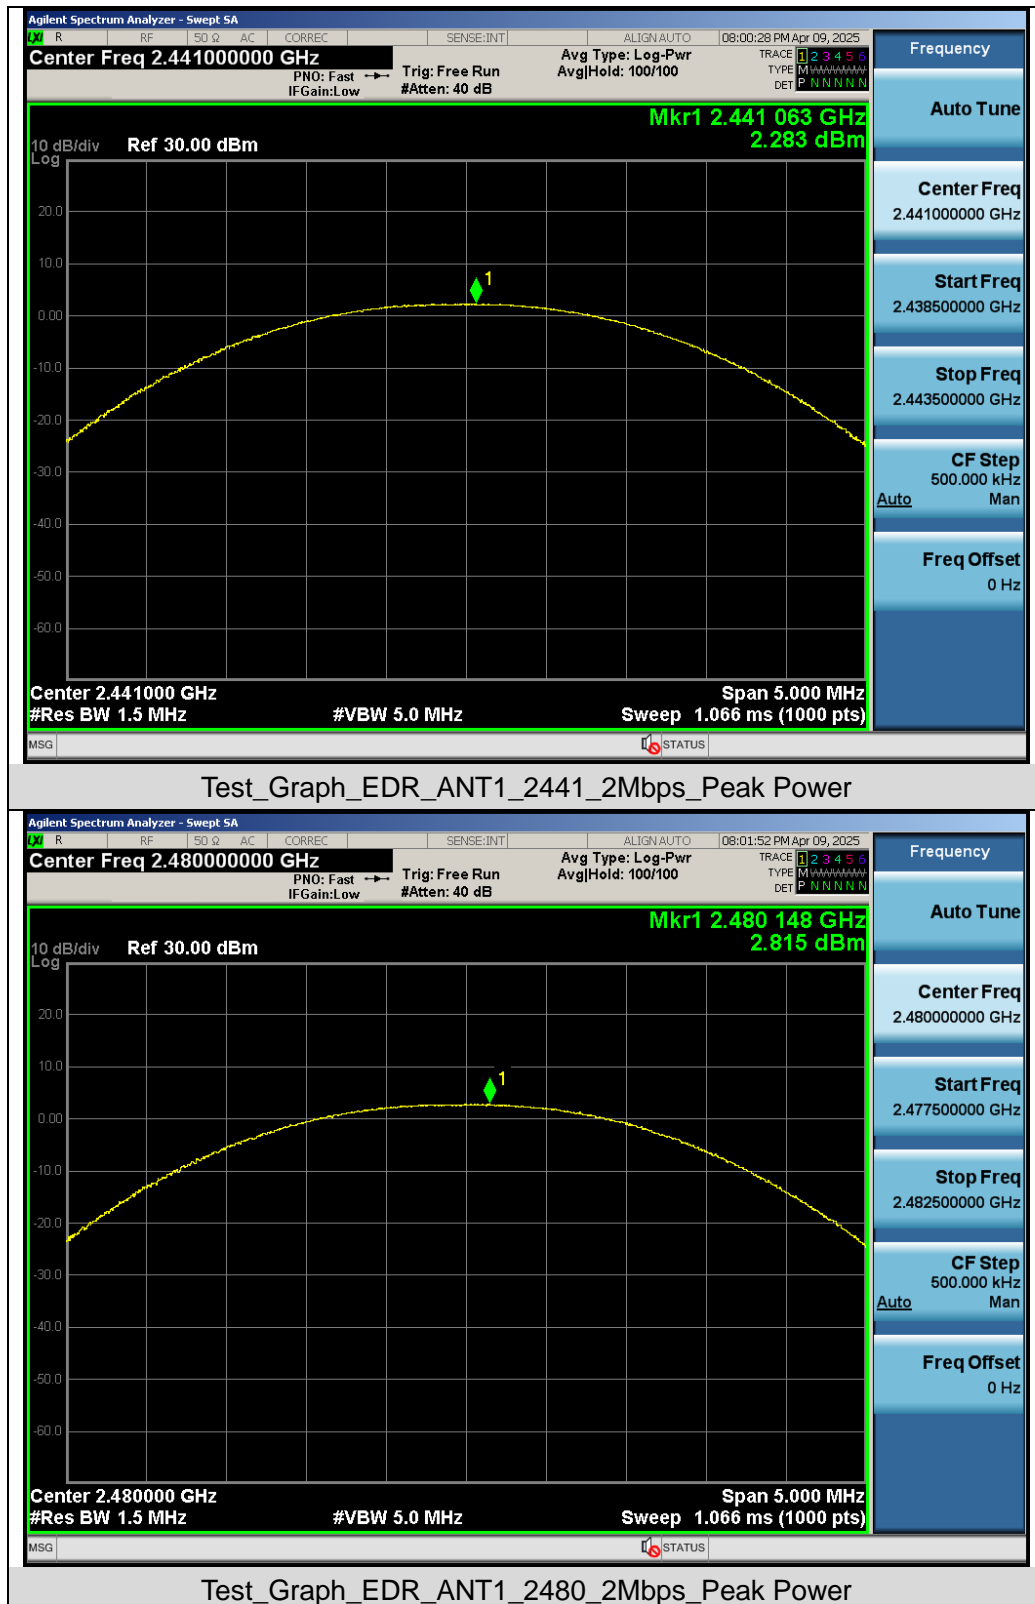 Agilent Spectrum Analyzer - Swept SA
LXI R RF 50 Ω AC CORREC SENSE:INT ALIGN AUTO 08:00:28 PM Apr 09, 2025
Center Freq 2.441000000 GHz
PNO: Fast
IFGain:Low
Trig: Free Run
#Atten: 40 dB
Avg Type: Log-Pwr
Avg|Hold: 100/100
TRACE 1 2 3 4 5 6
TYPE M
DET P N N N N N
Mkr1 2.441 063 GHz
2.283 dBm
10 dB/div Ref 30.00 dBm
Log
20.0
10.0
1
0.00
-10.0
-20.0
-30.0
-40.0
-50.0
-60.0
Center 2.441000 GHz Span 5.000 MHz
#Res BW 1.5 MHz #VBW 5.0 MHz Sweep 1.066 ms (1000 pts)
MSG STATUS
Frequency
Auto Tune
Center Freq
2.441000000 GHz
Start Freq
2.438500000 GHz
Stop Freq
2.443500000 GHz
CF Step
500.000 kHz
Auto Man
Freq Offset
0 Hz
Test_Graph_EDR_ANT1_2441_2Mbps_Peak Power
Agilent Spectrum Analyzer - Swept SA
LXI R RF 50 Ω AC CORREC SENSE:INT ALIGN AUTO 08:01:52 PM Apr 09, 2025
Center Freq 2.480000000 GHz
PNO: Fast
IFGain:Low
Trig: Free Run
#Atten: 40 dB
Avg Type: Log-Pwr
Avg|Hold: 100/100
TRACE 1 2 3 4 5 6
TYPE M
DET P N N N N N
Mkr1 2.480 148 GHz
2.815 dBm
10 dB/div Ref 30.00 dBm
Log
20.0
10.0
1
0.00
-10.0
-20.0
-30.0
-40.0
-50.0
-60.0
Center 2.480000 GHz Span 5.000 MHz
#Res BW 1.5 MHz #VBW 5.0 MHz Sweep 1.066 ms (1000 pts)
MSG STATUS
Frequency
Auto Tune
Center Freq
2.480000000 GHz
Start Freq
2.477500000 GHz
Stop Freq
2.482500000 GHz
CF Step
500.000 kHz
Auto Man
Freq Offset
0 Hz
Test_Graph_EDR_ANT1_2480_2Mbps_Peak Power